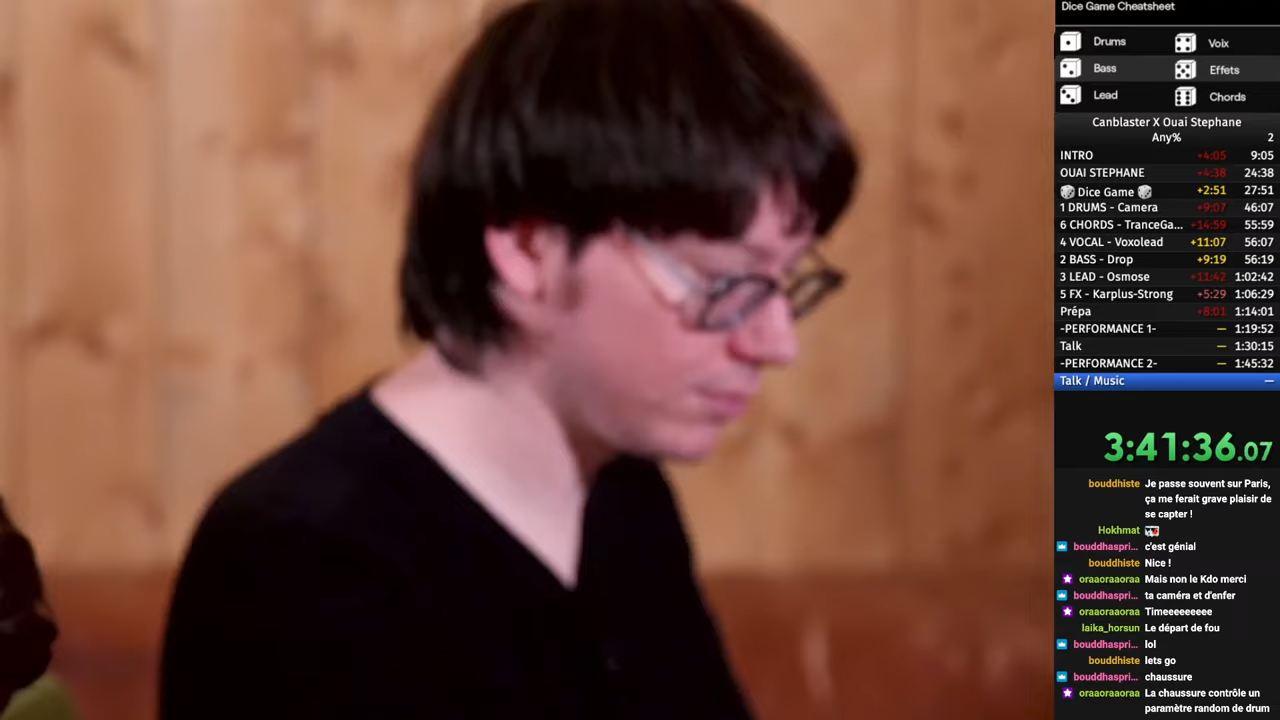 Dice Game Cheatsheet
Drums
Voix
Bass
Effets
Lead
Chords
Canblaster X Ouai Stephane
Any% 2
INTRO +4:05 9:05
OUAI STEPHANE +4:38 24:38
Dice Game +2:51 27:51
1 DRUMS - Camera +9:07 46:07
6 CHORDS - TranceGa... +14:59 55:59
4 VOCAL - Voxolead +11:07 56:07
2 BASS - Drop +9:19 56:19
3 LEAD - Osmose +11:42 1:02:42
5 FX - Karplus-Strong +5:29 1:06:29
Prépa +8:01 1:14:01
-PERFORMANCE 1- — 1:19:52
Talk — 1:30:15
-PERFORMANCE 2- — 1:45:32
Talk / Music —
3:41:36.07
bouddhiste Je passe souvent sur Paris,
ça me ferait grave plaisir de
se capter !
Hokhmat
bouddhaspri... c'est génial
bouddhiste Nice !
oraaoraaoraa Mais non le Kdo merci
bouddhaspri... ta caméra et d'enfer
oraaoraaoraa Timeeeeeeee
laika_horsun Le départ de fou
bouddhaspri... lol
bouddhiste lets go
bouddhaspri... chaussure
oraaoraaoraa La chaussure contrôle un
paramètre random de drum